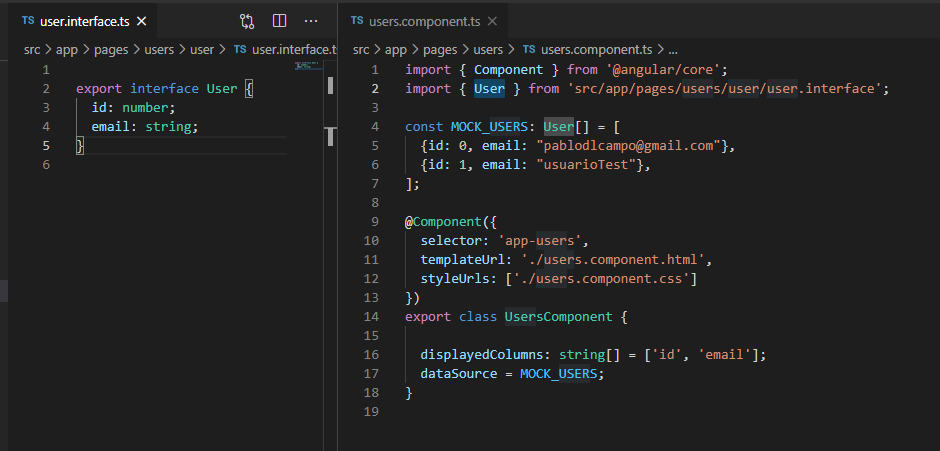 TS user.interface.ts ×
src > app > pages > users > user > TS user.interface.t
1
2 export interface User {
3   id: number;
4   email: string;
5 }
6
TS users.component.ts ×
src > app > pages > users > TS users.component.ts > ...
1 import { Component } from '@angular/core';
2 import { User } from 'src/app/pages/users/user/user.interface';
3
4 const MOCK_USERS: User[] = [
5   {id: 0, email: "pablodlcampo@gmail.com"},
6   {id: 1, email: "usuarioTest"},
7 ];
8
9 @Component({
10   selector: 'app-users',
11   templateUrl: './users.component.html',
12   styleUrls: ['./users.component.css']
13 })
14 export class UsersComponent {
15
16   displayedColumns: string[] = ['id', 'email'];
17   dataSource = MOCK_USERS;
18 }
19